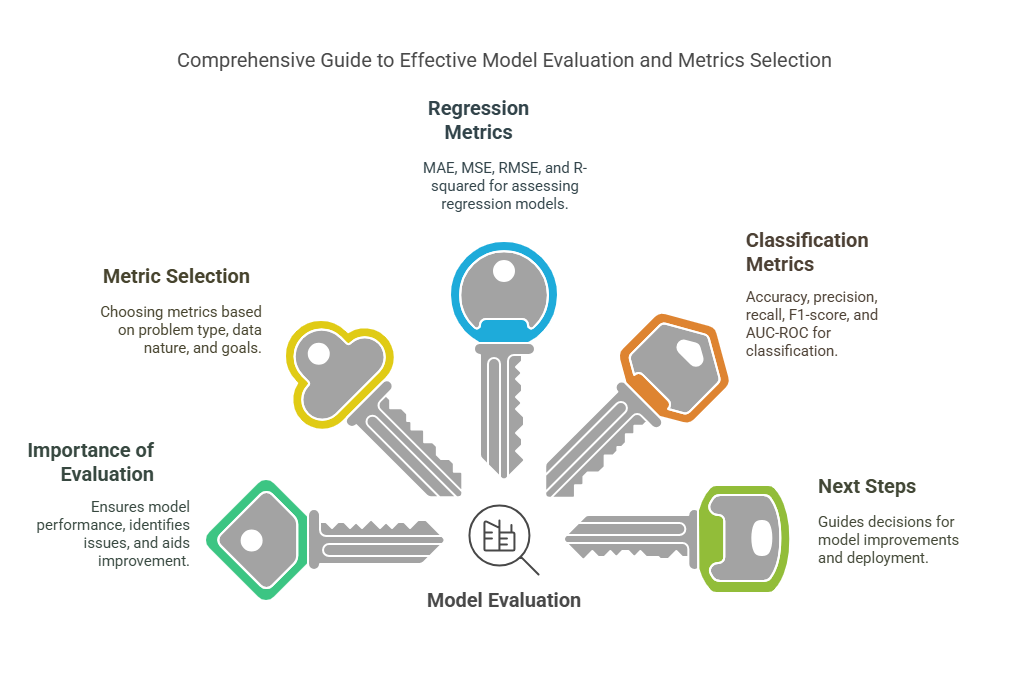 Comprehensive Guide to Effective Model Evaluation and Metrics Selection
Regression
Metrics
MAE, MSE, RMSE, and R-
squared for assessing
regression models.
Classification
Metrics
Accuracy, precision,
recall, F1-score, and
AUC-ROC for
classification.
Metric Selection
Choosing metrics based
on problem type, data
nature, and goals.
Importance of
Evaluation
Ensures model
performance, identifies
issues, and aids
improvement.
Next Steps
Guides decisions for
model improvements
and deployment.
Model Evaluation